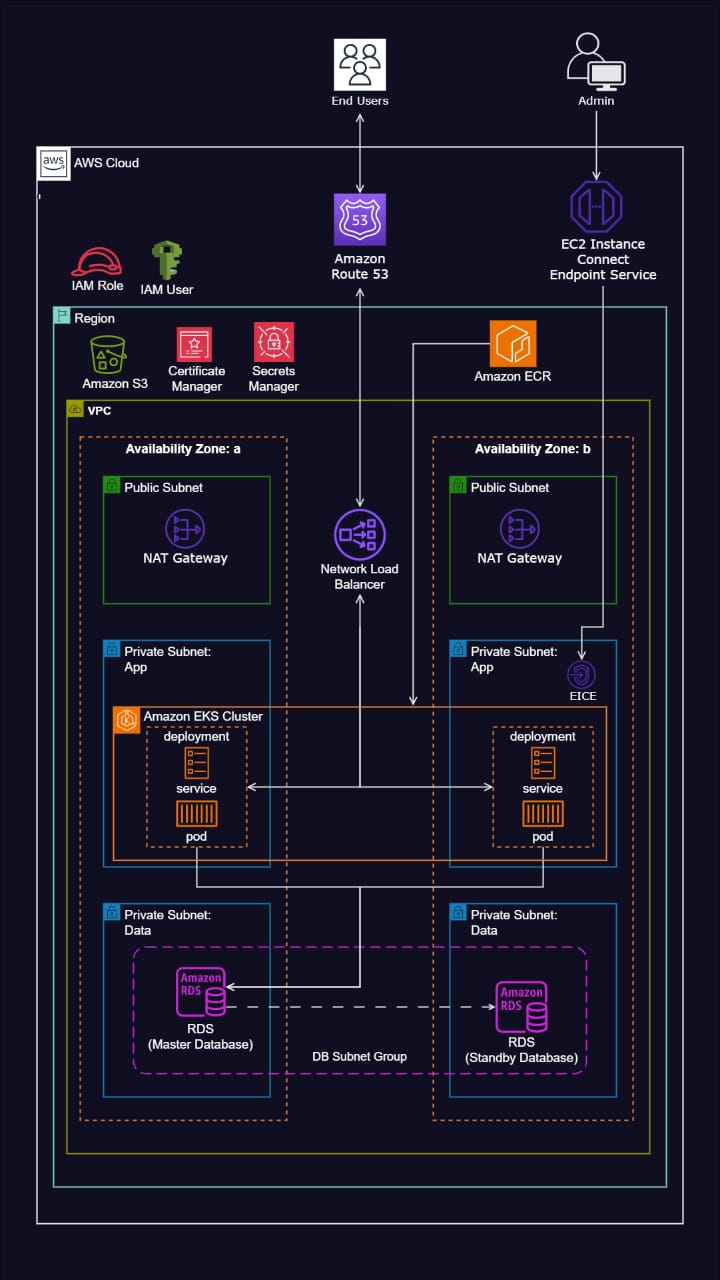 End Users
Admin
aws
AWS Cloud
53
Amazon
Route 53
EC2 Instance
Connect
Endpoint Service
IAM Role
IAM User
Region
Amazon S3
Certificate
Manager
Secrets
Manager
Amazon ECR
VPC
Availability Zone: a
Availability Zone: b
Public Subnet
NAT Gateway
Public Subnet
NAT Gateway
Network Load
Balancer
Private Subnet:
App
Private Subnet:
App
EICE
Amazon EKS Cluster
deployment
service
pod
deployment
service
pod
Private Subnet:
Data
Private Subnet:
Data
Amazon
RDS
RDS
(Master Database)
Amazon
RDS
RDS
(Standby Database)
DB Subnet Group